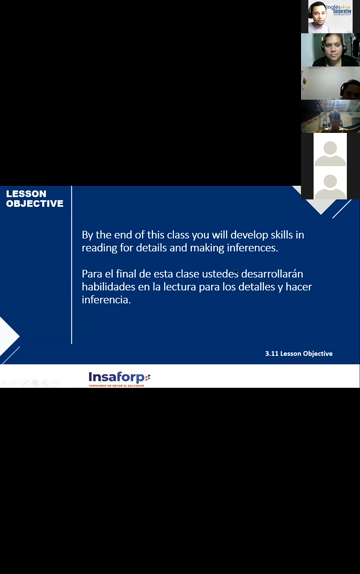 Inglés
Corporativo
LESSON
OBJECTIVE
By the end of this class you will develop skills in
reading for details and making inferences.
Para el final de esta clase ustedes desarrollarán
habilidades en la lectura para los detalles y hacer
inferencia.
3.11 Lesson Objective
Insaforp